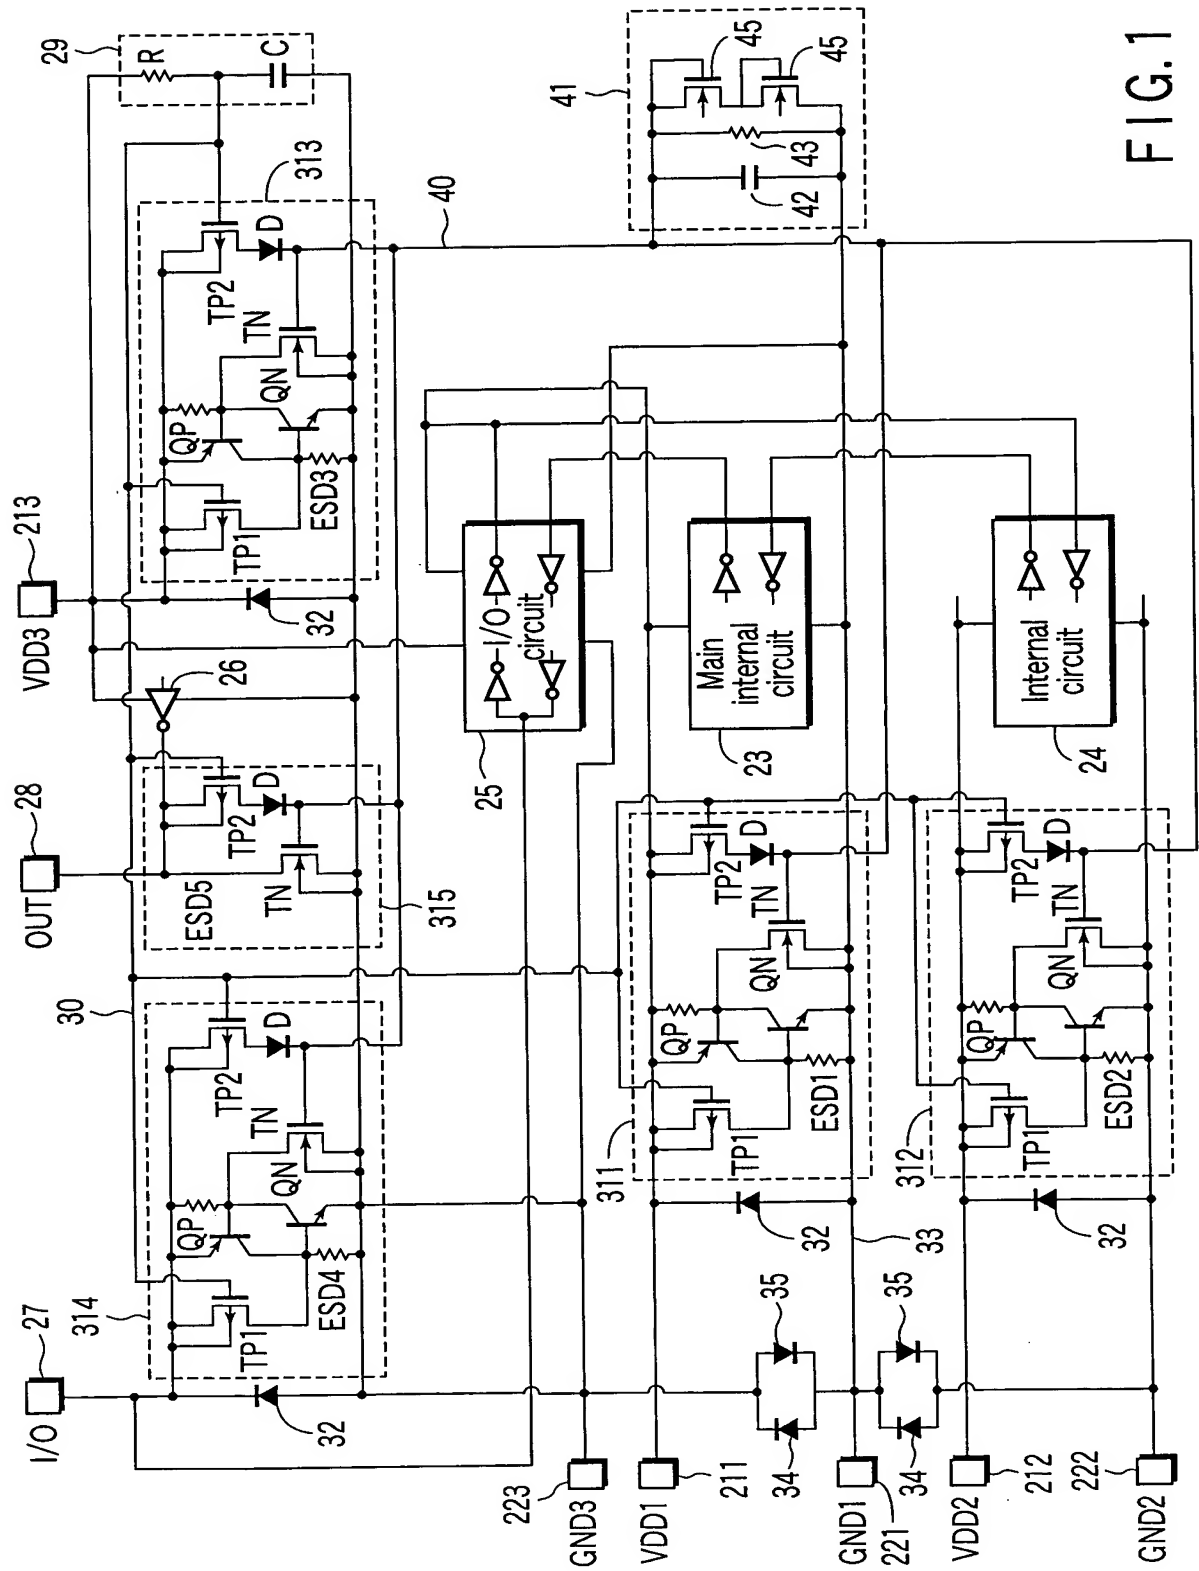 FIG.1
29
R
C
313
D
TP2
TN
QN
QP
ESD3
TP1
213
VDD3
32
26
28
OUT
ESD5
TP2
D
TN
315
30
314
TP2
D
TN
QN
QP
ESD4
TP1
27
I/O
32
40
41
45
45
43
42
I/O
circuit
25
Main
internal
circuit
23
Internal
circuit
24
TP2
D
TN
QN
QP
ESD1
TP1
311
32
33
TP2
D
TN
QN
QP
ESD2
TP1
312
32
35
34
35
34
223
GND3
211
VDD1
221
GND1
212
VDD2
222
GND2